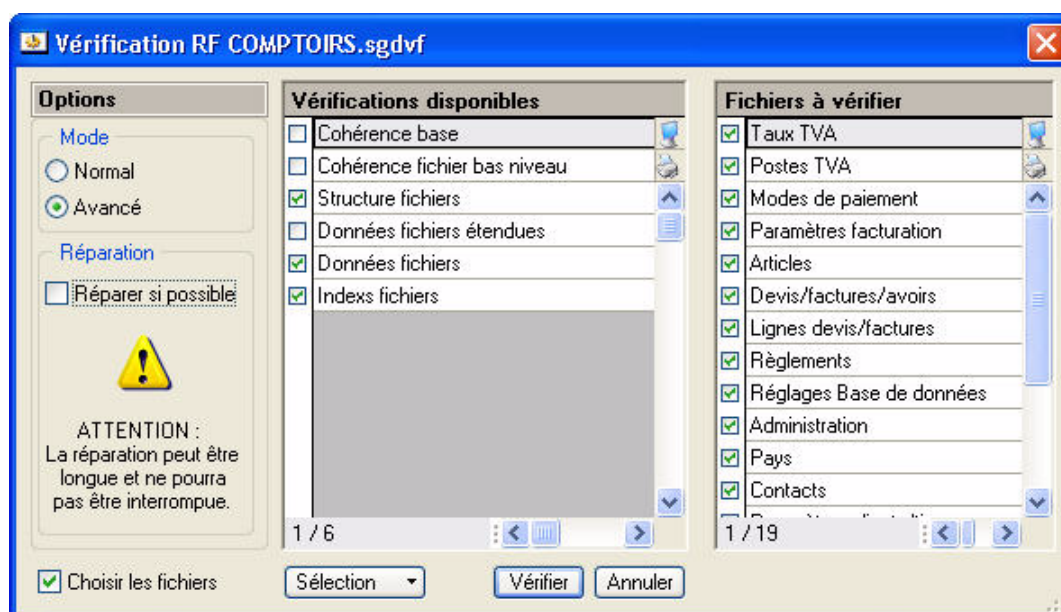 Vérification RF COMPTOIRS.sgdvf
Options
Mode
Normal
Avancé
Réparation
Réparer si possible
ATTENTION :
La réparation peut être
longue et ne pourra
pas être interrompue.
Choisir les fichiers
Vérifications disponibles
Cohérence base
Cohérence fichier bas niveau
Structure fichiers
Données fichiers étendues
Données fichiers
Indexs fichiers
1 / 6
Sélection
Vérifier
Annuler
Fichiers à vérifier
Taux TVA
Postes TVA
Modes de paiement
Paramètres facturation
Articles
Devis/factures/avoirs
Lignes devis/factures
Règlements
Réglages Base de données
Administration
Pays
Contacts
1 / 19